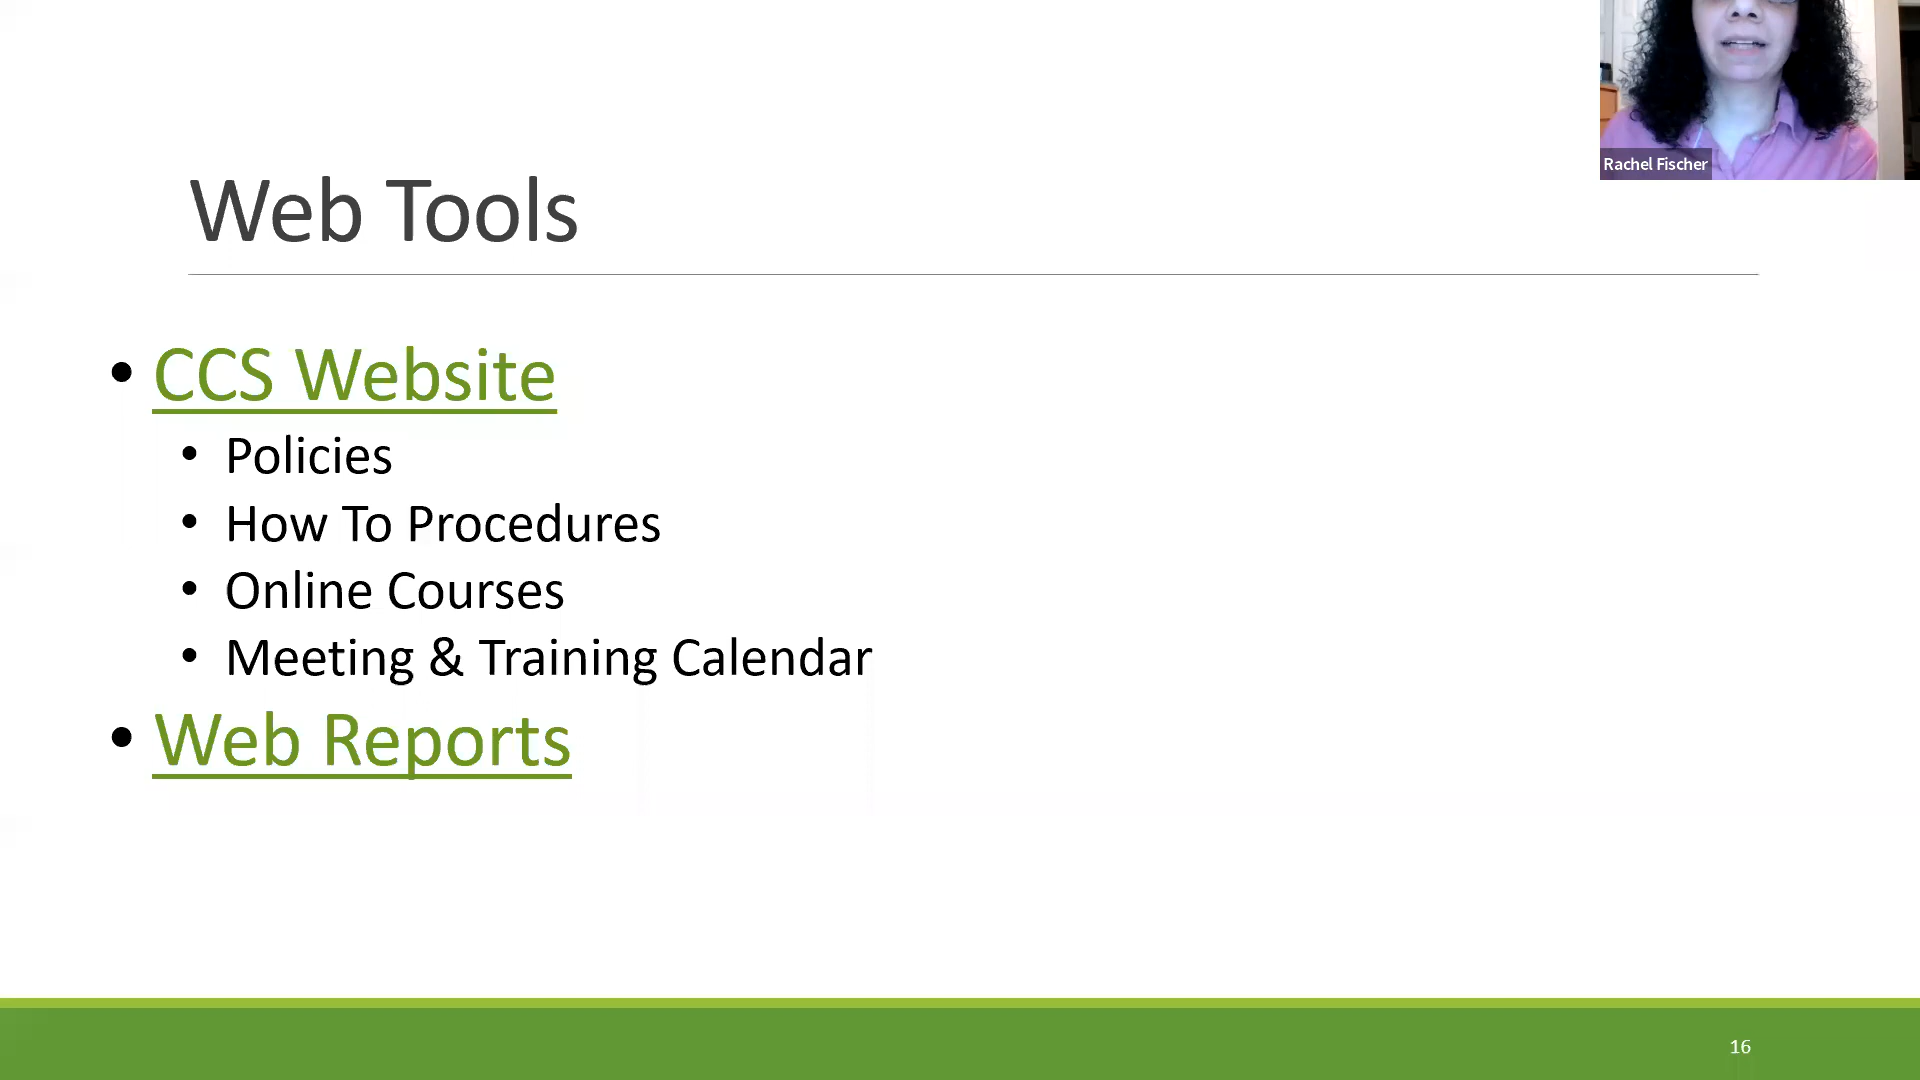 Rachel Fischer
Web Tools
• CCS Website
• Policies
• How To Procedures
• Online Courses
• Meeting & Training Calendar
• Web Reports
16